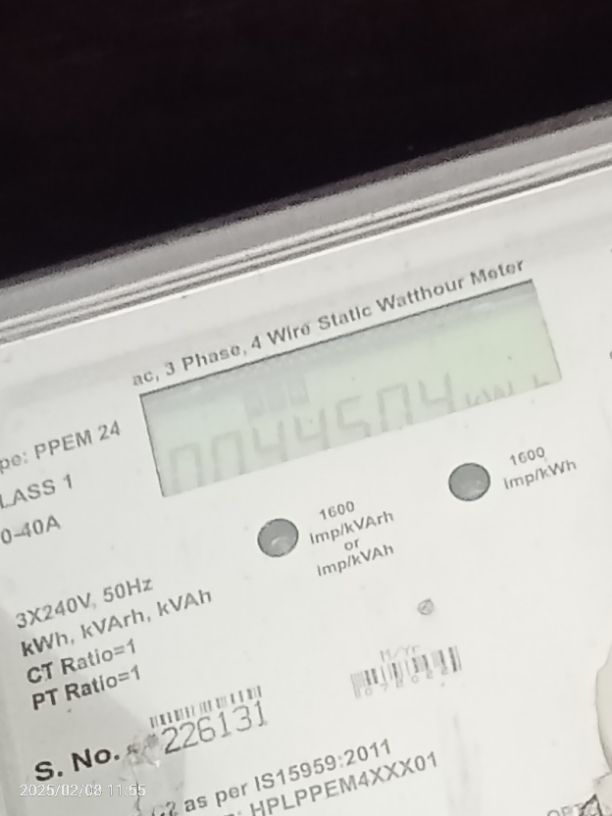 ac, 3 Phase, 4 Wire Static Watthour Meter
0044504 kWh
pe: PPEM 24
LASS 1
0-40A
1600
Imp/kVArh
or
imp/kVAh
1600
Imp/kWh
3X240V, 50Hz
kWh, kVArh, kVAh
CT Ratio=1
PT Ratio=1
M/Yr
S. No.
226131
as per IS15959:2011
: HPLPPEM4XXX01
2025/02/08 11:55